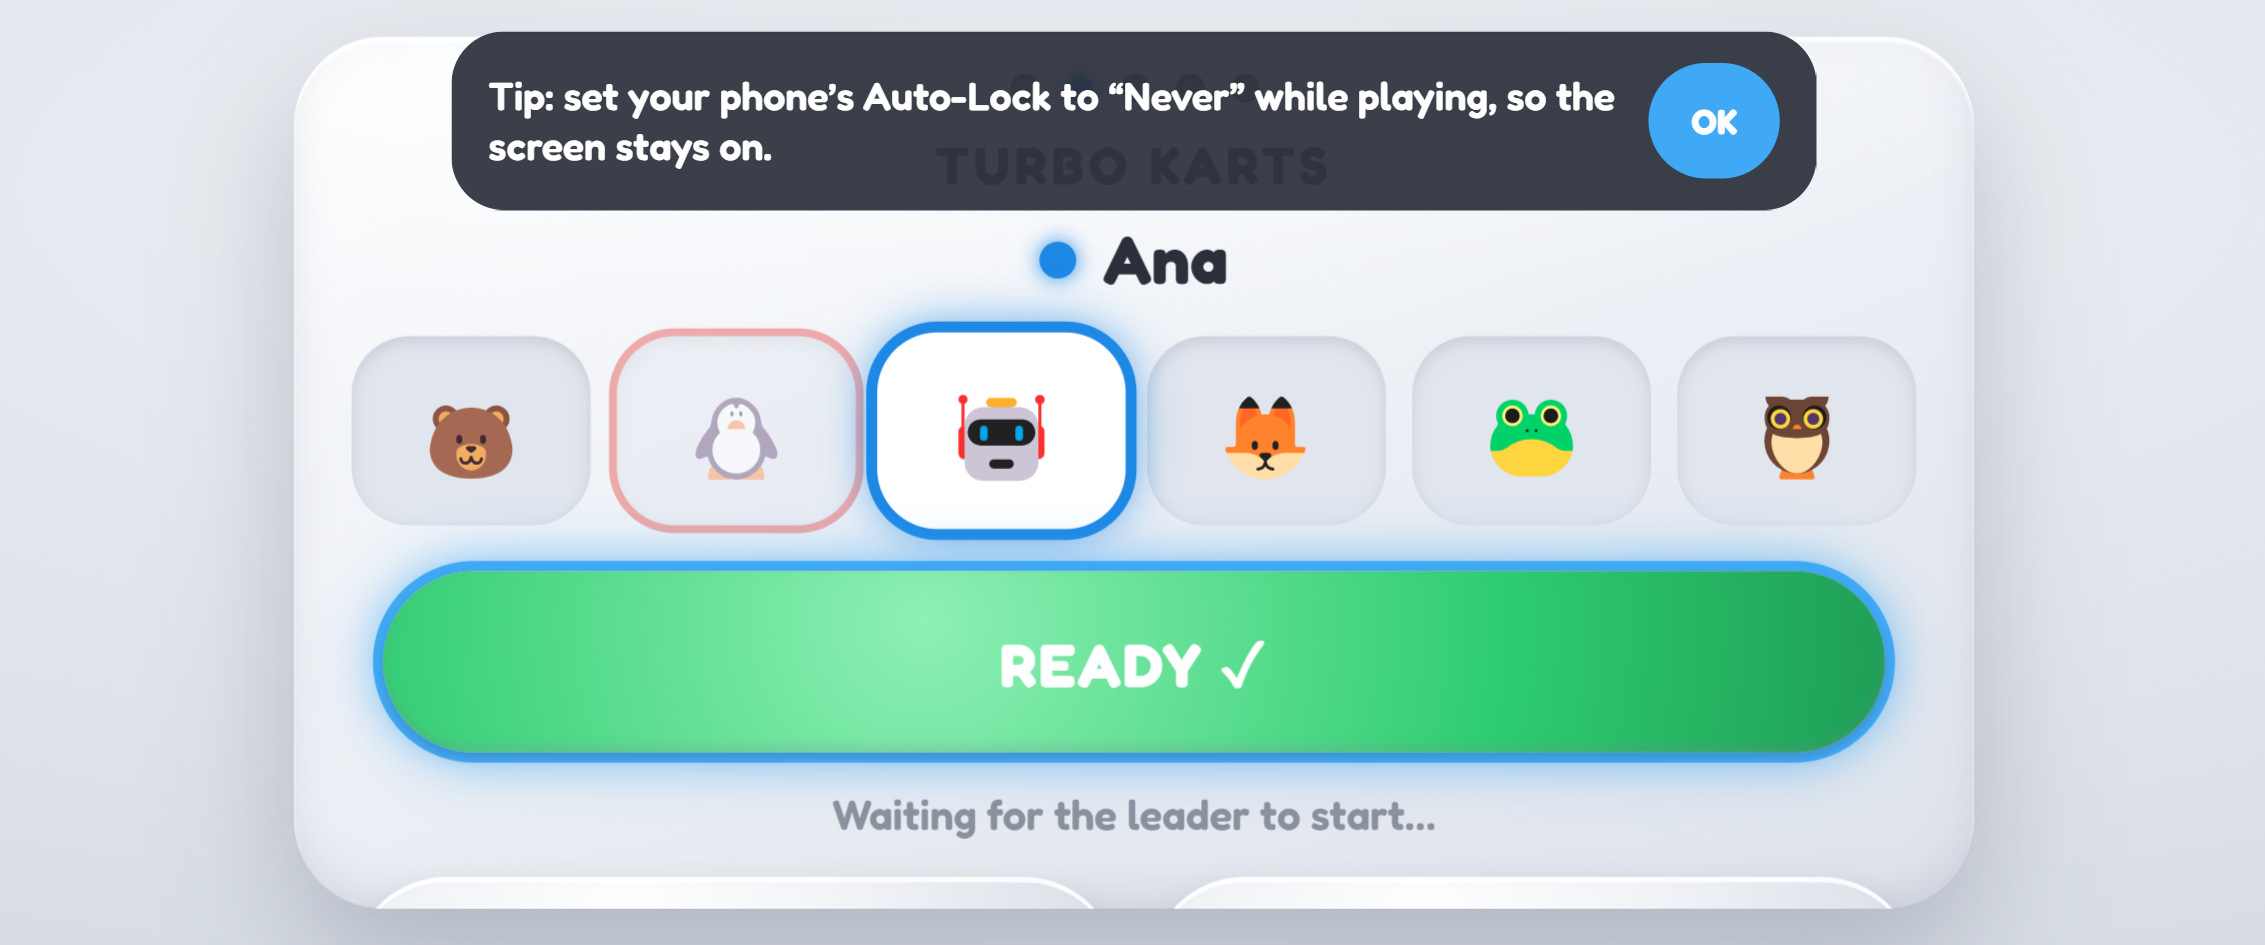 Tip: set your phone’s Auto-Lock to “Never” while playing, so the
screen stays on.
OK
TURBO KARTS
Ana
READY ✓
Waiting for the leader to start...